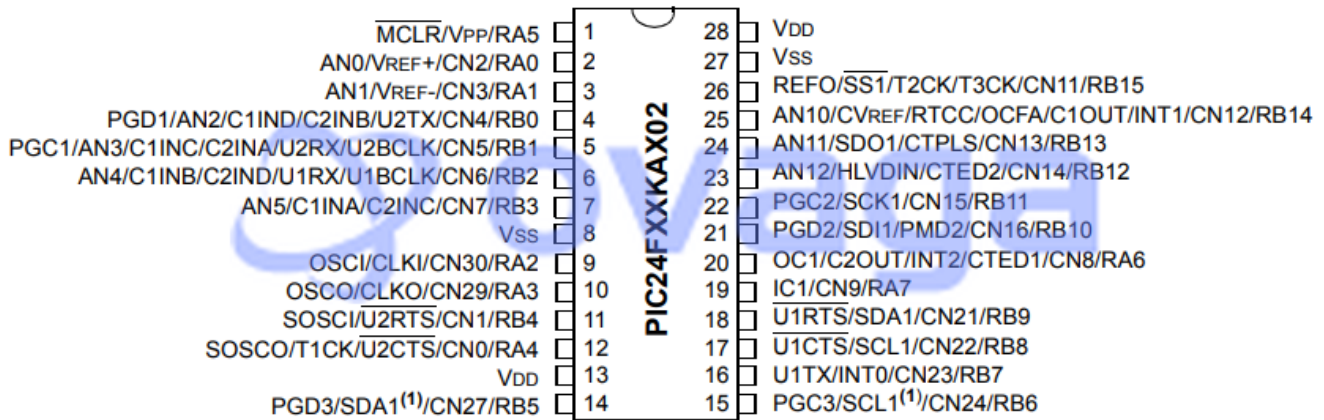 MCLR/VPP/RA5 1
AN0/VREF+/CN2/RA0 2
AN1/VREF-/CN3/RA1 3
PGD1/AN2/C1IND/C2INB/U2TX/CN4/RB0 4
PGC1/AN3/C1INC/C2INA/U2RX/U2BCLK/CN5/RB1 5
AN4/C1INB/C2IND/U1RX/U1BCLK/CN6/RB2 6
AN5/C1INA/C2INC/CN7/RB3 7
VSS 8
OSCI/CLKI/CN30/RA2 9
OSCO/CLKO/CN29/RA3 10
SOSCI/U2RTS/CN1/RB4 11
SOSCO/T1CK/U2CTS/CN0/RA4 12
VDD 13
PGD3/SDA1(1)/CN27/RB5 14
PIC24FXXKAX02
28 VDD
27 VSS
26 REFO/SS1/T2CK/T3CK/CN11/RB15
25 AN10/CVREF/RTCC/OCFA/C1OUT/INT1/CN12/RB14
24 AN11/SDO1/CTPLS/CN13/RB13
23 AN12/HLVDIN/CTED2/CN14/RB12
22 PGC2/SCK1/CN15/RB11
21 PGD2/SDI1/PMD2/CN16/RB10
20 OC1/C2OUT/INT2/CTED1/CN8/RA6
19 IC1/CN9/RA7
18 U1RTS/SDA1/CN21/RB9
17 U1CTS/SCL1/CN22/RB8
16 U1TX/INT0/CN23/RB7
15 PGC3/SCL1(1)/CN24/RB6
ovaga